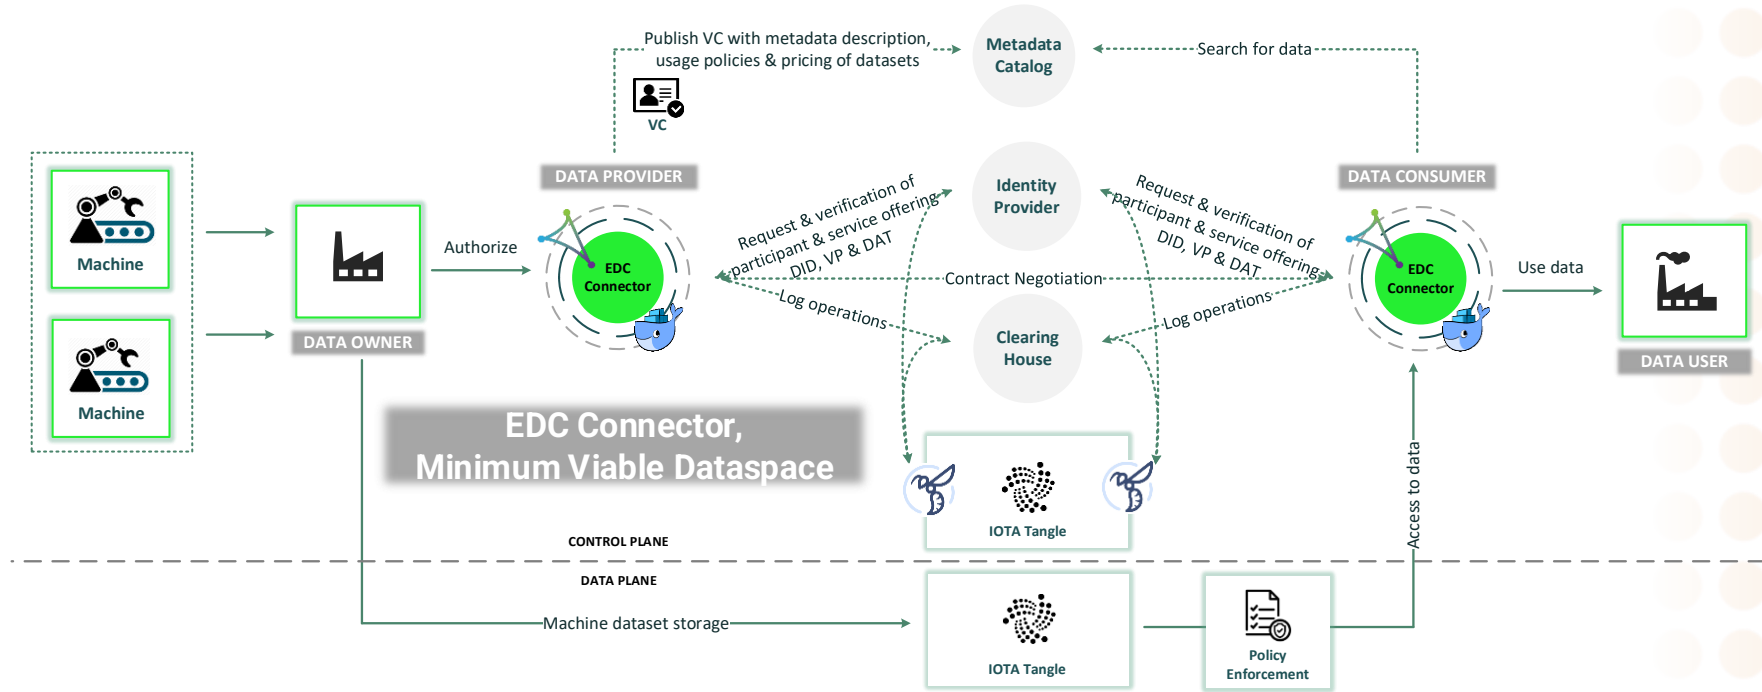 Publish VC with metadata description,
usage policies & pricing of datasets
Metadata
Catalog
Search for data
VC
DATA PROVIDER
DATA CONSUMER
Machine
Machine
DATA OWNER
Authorize
EDC
Connector
Request & verification of
participant & service offering
DID, VP & DAT
Identity
Provider
Request & verification of
participant & service offering
DID, VP & DAT
Contract Negotiation
Log operations
Clearing
House
Log operations
EDC
Connector
Use data
DATA USER
EDC Connector,
Minimum Viable Dataspace
IOTA Tangle
Access to data
CONTROL PLANE
DATA PLANE
Machine dataset storage
IOTA Tangle
Policy
Enforcement